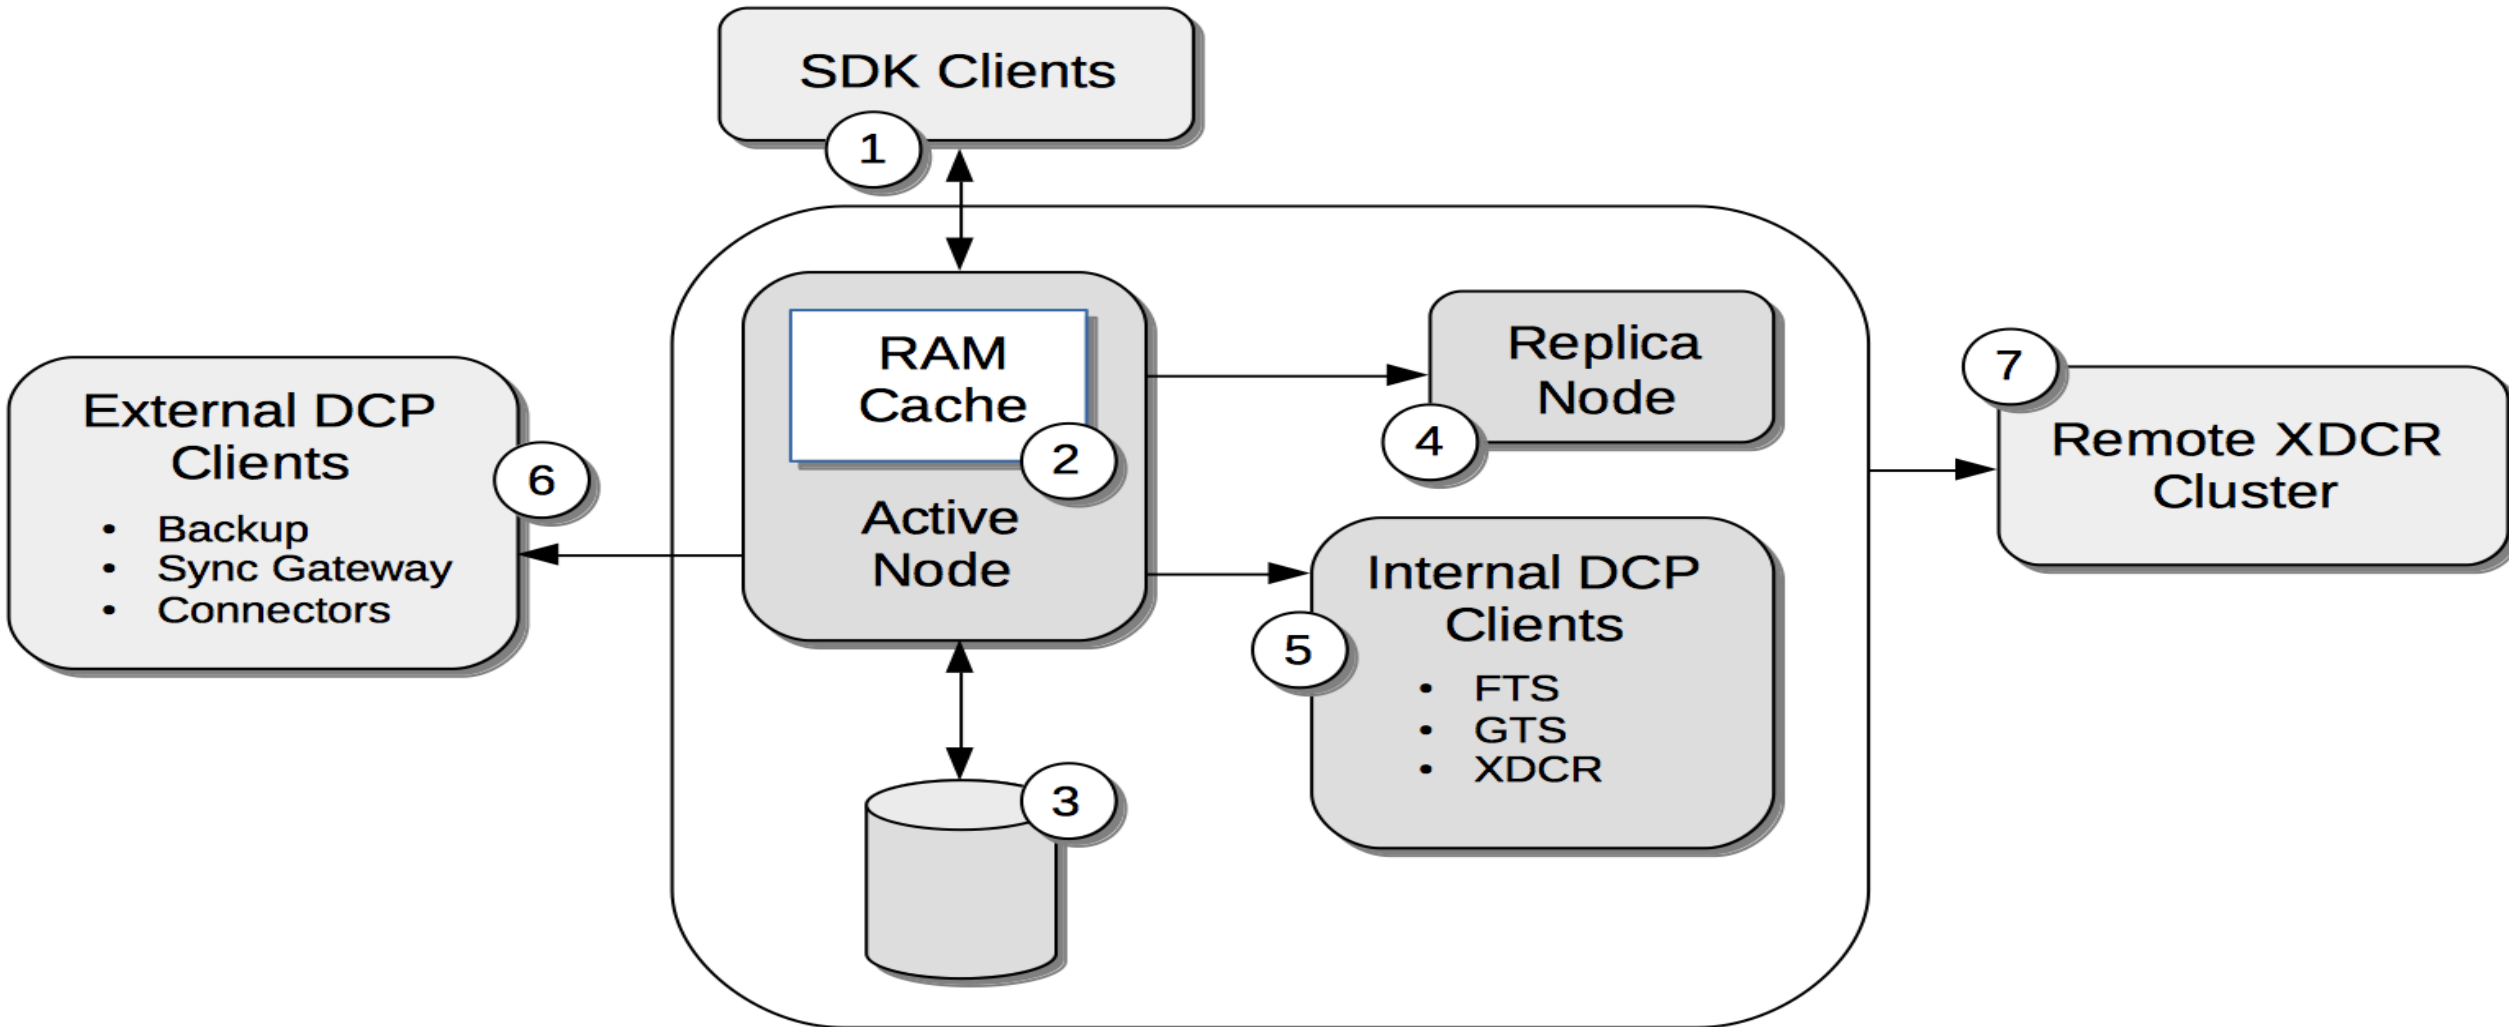 SDK Clients
1
RAM
Cache
2
Active
Node
Replica
Node
4
7
Remote XDCR
Cluster
External DCP
Clients
6
• Backup
• Sync Gateway
• Connectors
Internal DCP
Clients
5
• FTS
• GTS
• XDCR
3